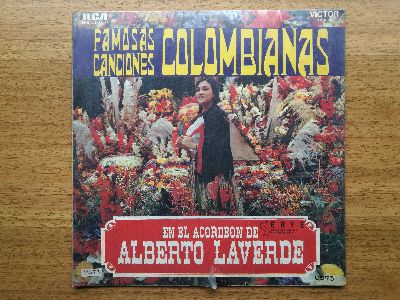 RCA VICTOR
FAMOSAS
CANCIONES COLOMBIANAS
EN EL ACORDEON DE
ALBERTO LAVERDE